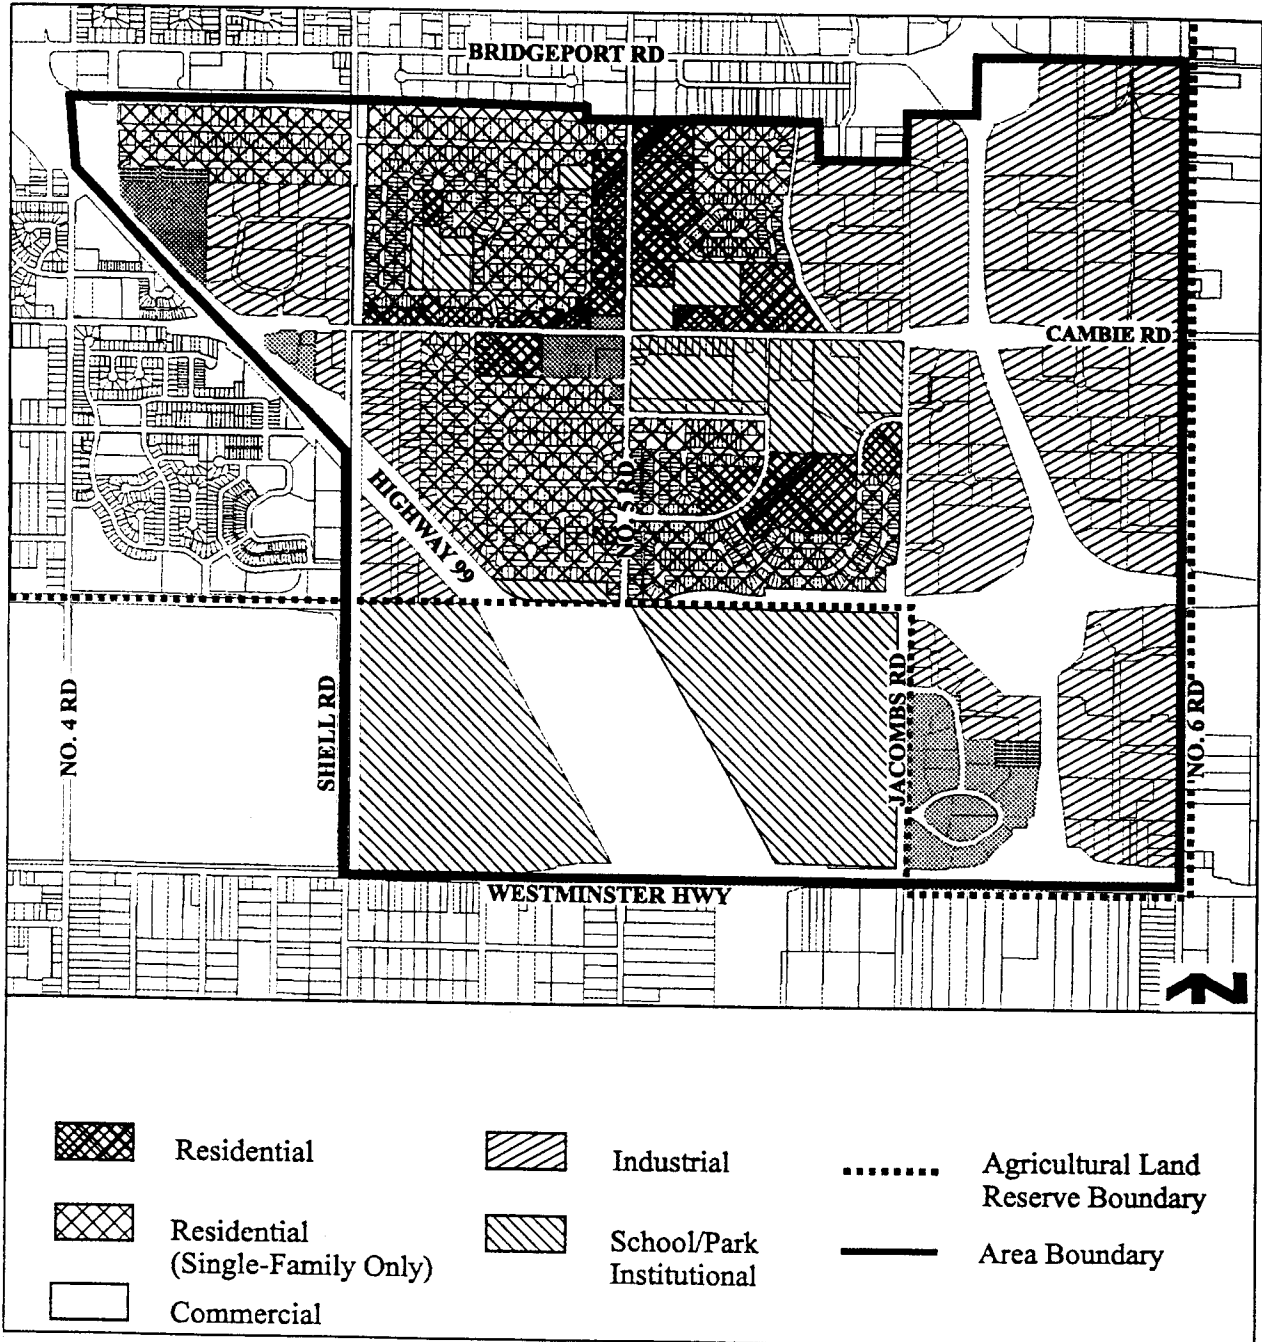 BRIDGEPORT RD
CAMBIE RD
NO. 5 RD
HIGHWAY 99
NO. 4 RD
SHELL RD
JACOMBS RD
NO. 6 RD
WESTMINSTER HWY
N
Residential
Residential
(Single-Family Only)
Commercial
Industrial
School/Park
Institutional
Agricultural Land
Reserve Boundary
Area Boundary